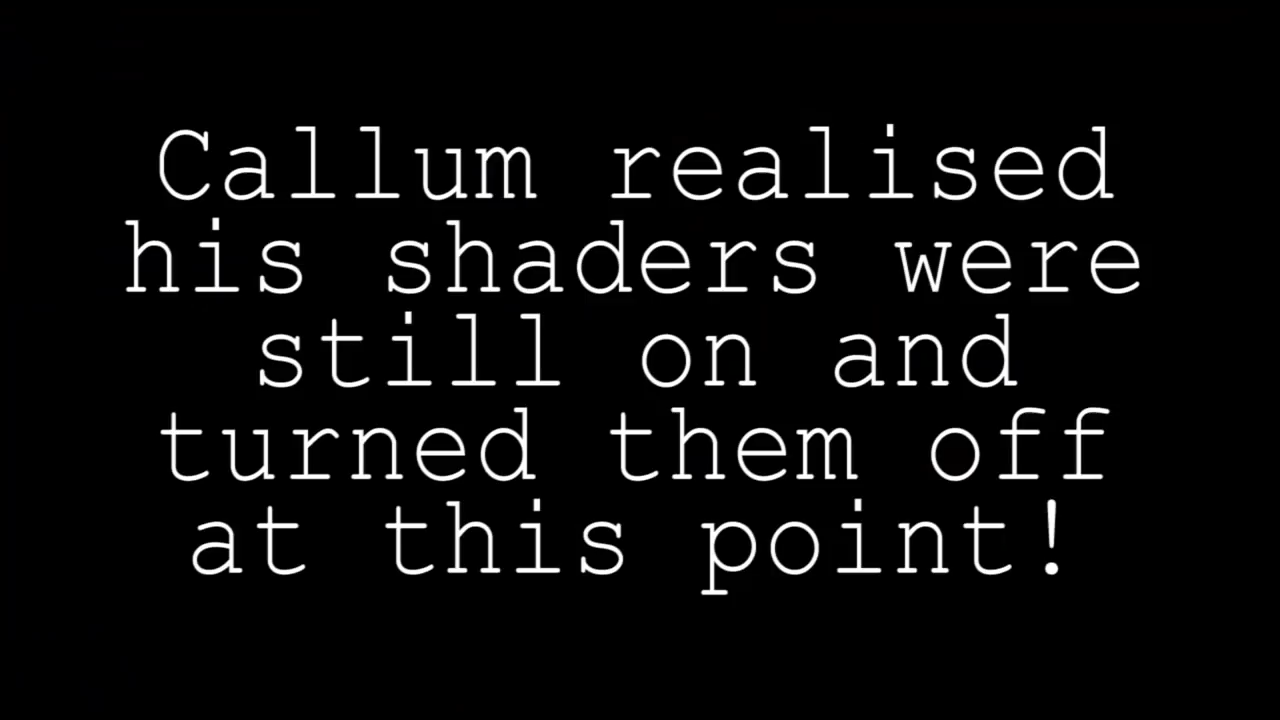 Callum realised
his shaders were
still on and
turned them off
at this point!